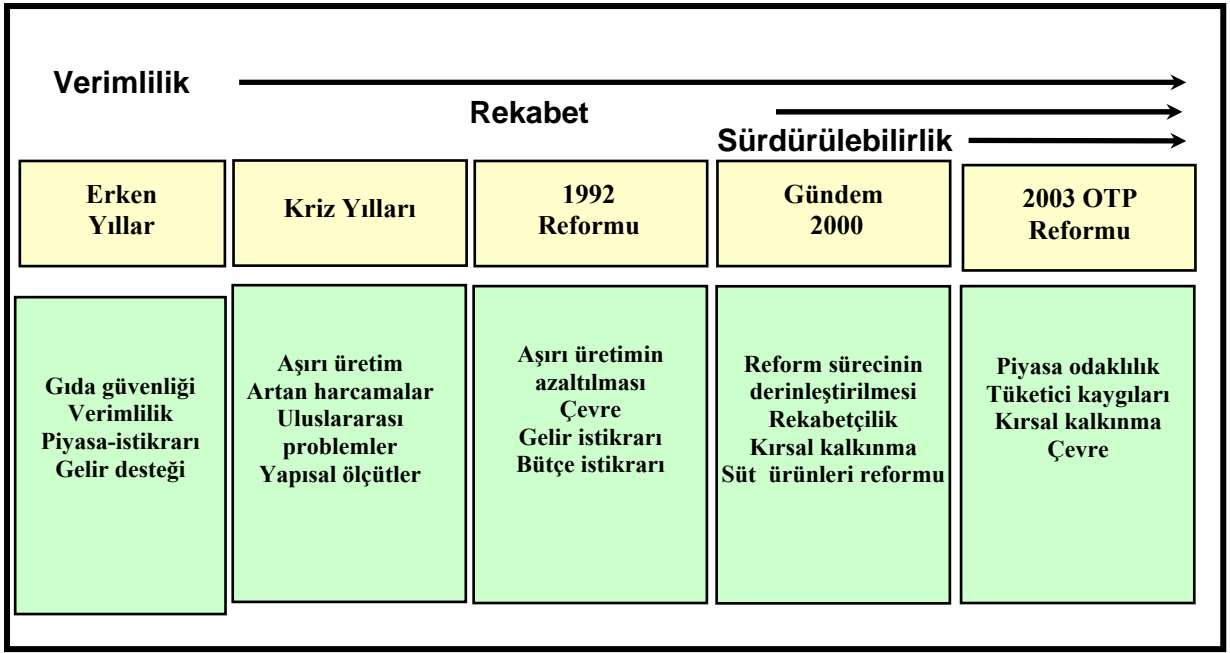 Verimlilik
Rekabet
Sürdürülebilirlik
Erken
Yıllar
Kriz Yılları
1992
Reformu
Gündem
2000
2003 OTP
Reformu
Gıda güvenliği
Verimlilik
Piyasa-istikrarı
Gelir desteği
Aşırı üretim
Artan harcamalar
Uluslararası
problemler
Yapısal ölçütler
Aşırı üretimin
azaltılması
Çevre
Gelir istikrarı
Bütçe istikrarı
Reform sürecinin
derinleştirilmesi
Rekabetçilik
Kırsal kalkınma
Süt ürünleri reformu
Piyasa odaklılık
Tüketici kaygıları
Kırsal kalkınma
Çevre